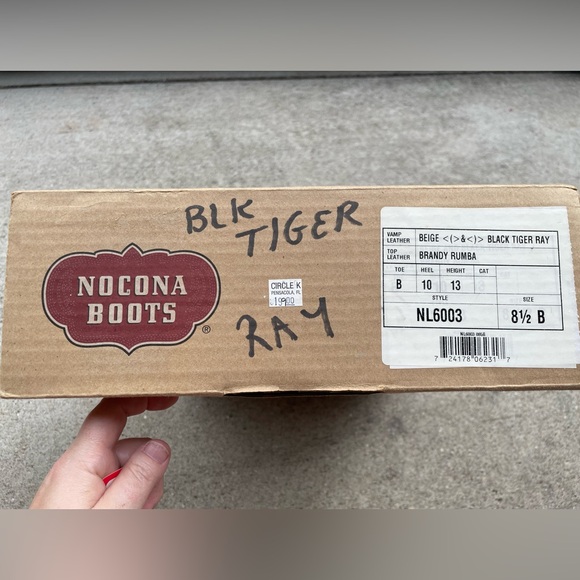 NOCONA
BOOTS
®
BLK
TIGER
RAY
CIRCLE K
PENSACOLA, FL
VAMP LEATHER BEIGE <(>&<)> BLACK TIGER RAY
TOP LEATHER BRANDY RUMBA
TOE HEEL HEIGHT CAT
B 10 13
STYLE SIZE
NL6003 8½ B
7 24178 06231 7